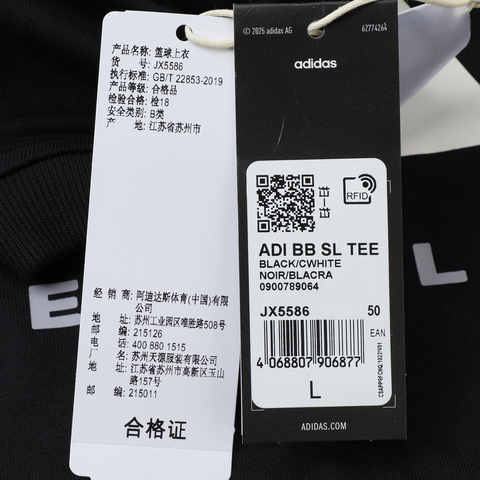 产品名称: 篮球上衣
货 号: JX5586
执行标准: GB/T 22853-2019
产品等级: 合格品
检验合格: 检18
安全类别: B类
产 地: 江苏省苏州市
经 销 商: 阿迪达斯体育(中国)有限
公司
地 址: 苏州工业园区唯胜路508号
邮 编: 215126
电 话: 400 880 1515
厂 名: 苏州天源服装有限公司
地 址: 江苏省苏州市高新区玉山
路157号
邮 编: 215011
合格证
© 2025 adidas AG
62774264
adidas
RFID
ADI BB SL TEE
BLACK/CWHITE
NOIR/BLACRA
0900789064
JX5586 50
EAN
4 068807 906877
L
ADIDAS.COM
E
L